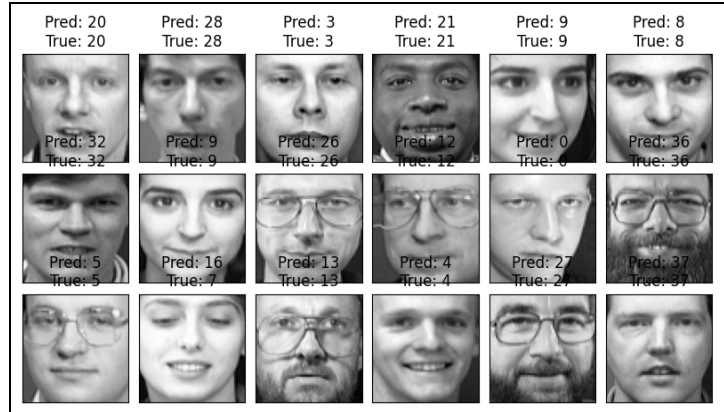 Pred: 20 Pred: 28 Pred: 3 Pred: 21 Pred: 9 Pred: 8
True: 20 True: 28 True: 3 True: 21 True: 9 True: 8
Pred: 32 Pred: 9 Pred: 26 Pred: 12 Pred: 0 Pred: 36
True: 32 True: 9 True: 26 True: 12 True: 0 True: 36
Pred: 5 Pred: 16 Pred: 13 Pred: 4 Pred: 27 Pred: 37
True: 5 True: 7 True: 13 True: 4 True: 27 True: 37